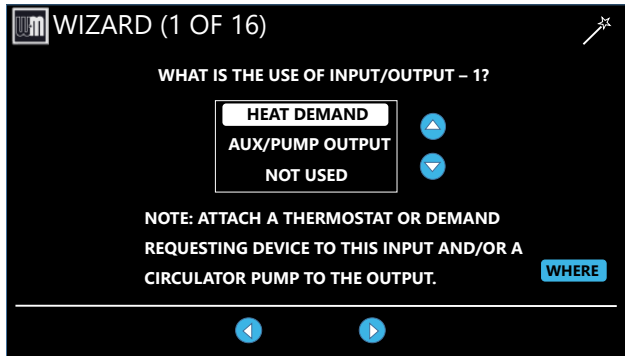 wm WIZARD (1 OF 16)
WHAT IS THE USE OF INPUT/OUTPUT – 1?
HEAT DEMAND
AUX/PUMP OUTPUT
NOT USED
NOTE: ATTACH A THERMOSTAT OR DEMAND
REQUESTING DEVICE TO THIS INPUT AND/OR A
CIRCULATOR PUMP TO THE OUTPUT.
WHERE